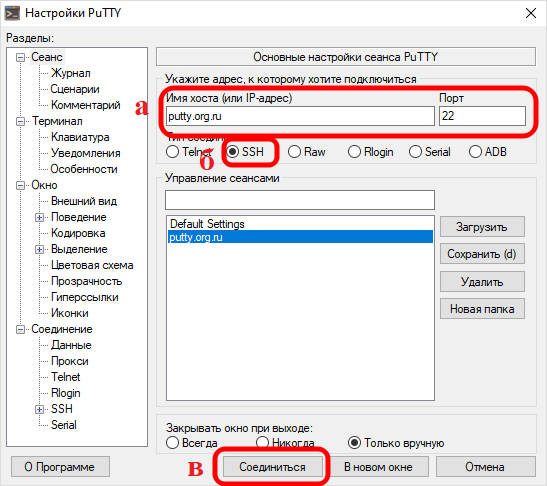 Настройки PuTTY
Разделы:
Сеанс
Журнал
Сценарии
Комментарий
Терминал
Клавиатура
Уведомления
Особенности
Окно
Внешний вид
Поведение
Кодировка
Выделение
Цветовая схема
Прозрачность
Гиперссылки
Иконки
Соединение
Данные
Прокси
Telnet
Rlogin
SSH
Serial
Основные настройки сеанса PuTTY
Укажите адрес, к которому хотите подключиться
Имя хоста (или IP-адрес) Порт
а putty.org.ru 22
Тип
б Telnet SSH Raw Rlogin Serial ADB
Управление сеансами
Default Settings
putty.org.ru
Загрузить
Сохранить (d)
Удалить
Новая папка
Закрывать окно при выходе:
Всегда Никогда Только вручную
О Программе в Соединиться В новом окне Отмена